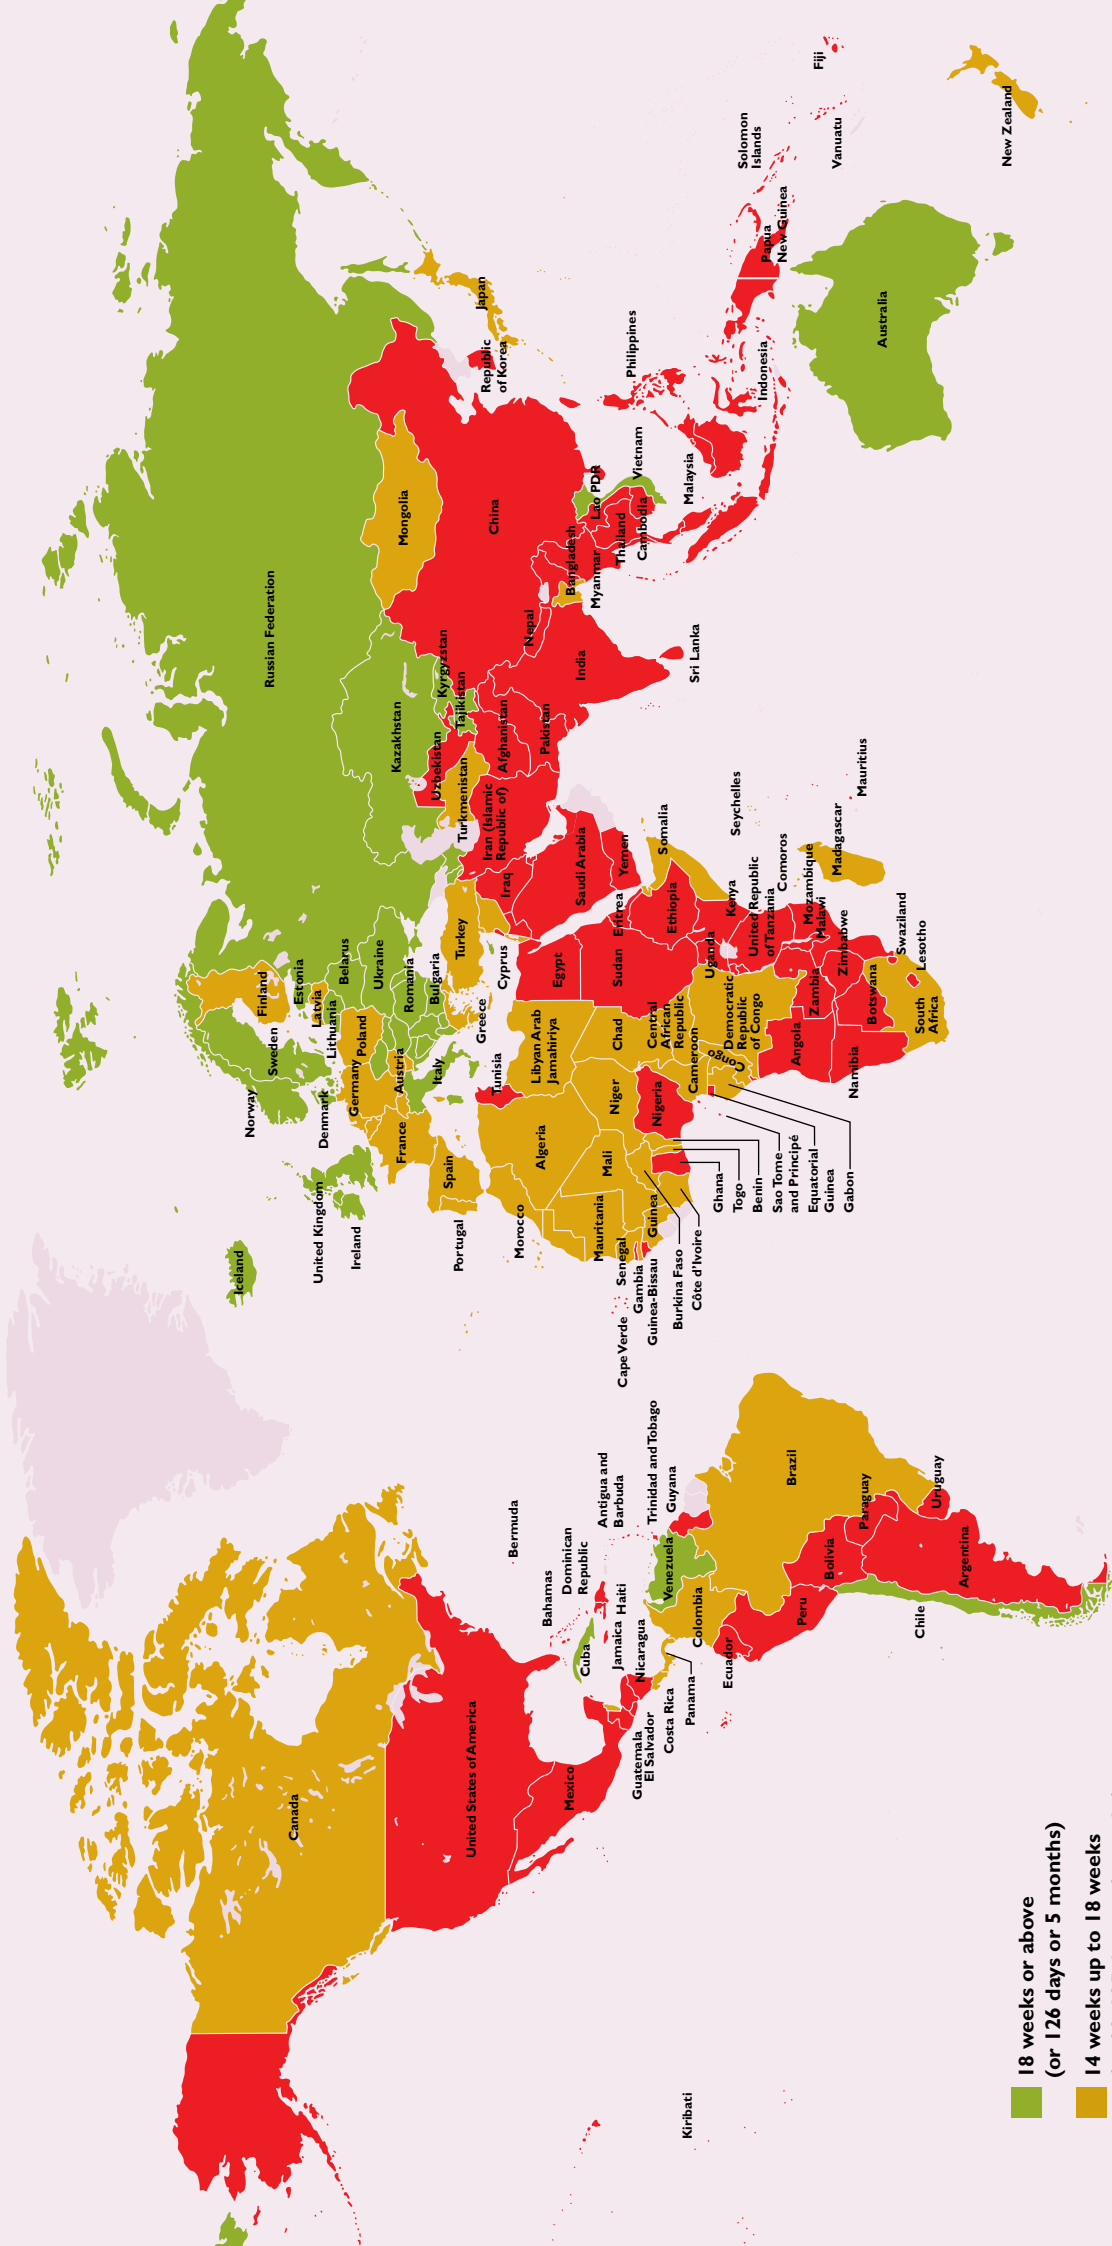 Canada
United States of America
Mexico
Bermuda
Bahamas
Dominican
Republic
Antigua and
Barbuda
Cuba
Jamaica
Haiti
Trinidad and Tobago
Nicaragua
Guatemala
El Salvador
Costa Rica
Panama
Venezuela
Guyana
Colombia
Ecuador
Peru
Brazil
Bolivia
Paraguay
Uruguay
Argentina
Chile
Kiribati
Iceland
Norway
Sweden
Finland
Estonia
Latvia
Lithuania
Denmark
United Kingdom
Ireland
Belarus
Poland
Germany
Ukraine
France
Austria
Romania
Italy
Bulgaria
Spain
Portugal
Greece
Turkey
Cyprus
Russian Federation
Kazakhstan
Mongolia
Uzbekistan
Kyrgyzstan
Tajikistan
Turkmenistan
China
Japan
Republic
of Korea
Iran (Islamic
Republic of)
Afghanistan
Iraq
Pakistan
Nepal
India
Bangladesh
Myanmar
Lao PDR
Thailand
Vietnam
Cambodia
Philippines
Malaysia
Sri Lanka
Indonesia
Papua
New Guinea
Solomon
Islands
Fiji
Vanuatu
Australia
New Zealand
Saudi Arabia
Yemen
Tunisia
Morocco
Algeria
Libyan Arab
Jamahiriya
Egypt
Mauritania
Mali
Niger
Chad
Sudan
Eritrea
Cape Verde
Senegal
Gambia
Guinea-Bissau
Guinea
Burkina Faso
Côte d'Ivoire
Ghana
Togo
Benin
Nigeria
Cameroon
Central
African
Republic
Ethiopia
Somalia
Sao Tome
and Principé
Equatorial
Guinea
Gabon
Congo
Democratic
Republic
of Congo
Uganda
Kenya
United Republic
of Tanzania
Seychelles
Comoros
Angola
Zambia
Malawi
Mozambique
Madagascar
Mauritius
Namibia
Botswana
Zimbabwe
South
Africa
Swaziland
Lesotho
18 weeks or above
(or 126 days or 5 months)
14 weeks up to 18 weeks